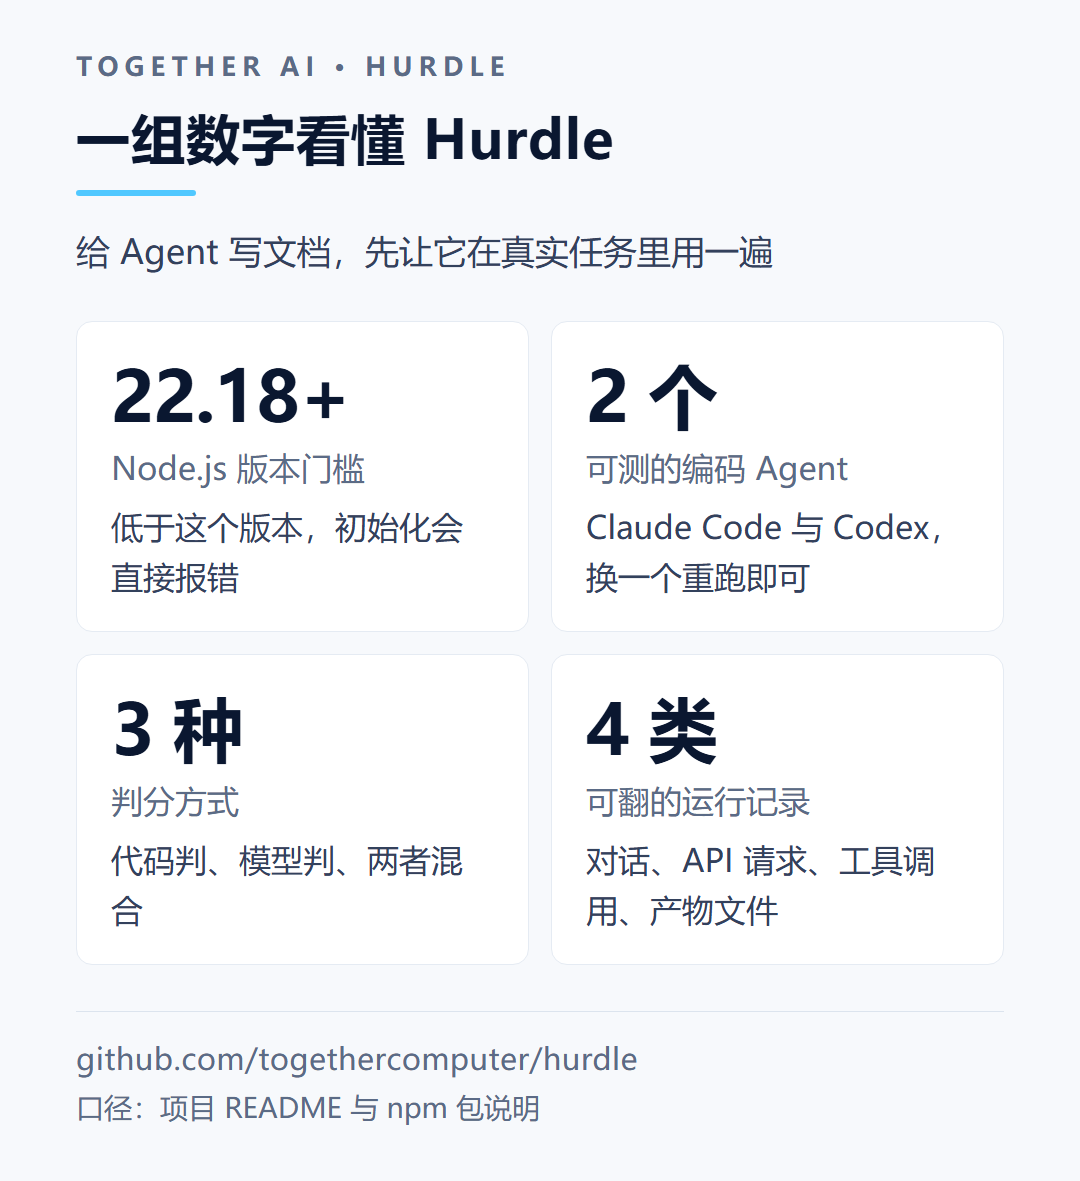 TOGETHER AI • HURDLE
一组数字看懂 Hurdle
给 Agent 写文档，先让它在真实任务里用一遍
22.18+
Node.js 版本门槛
低于这个版本，初始化会
直接报错
2 个
可测的编码 Agent
Claude Code 与 Codex，
换一个重跑即可
3 种
判分方式
代码判、模型判、两者混
合
4 类
可翻的运行记录
对话、API 请求、工具调
用、产物文件
github.com/togethercomputer/hurdle
口径：项目 README 与 npm 包说明